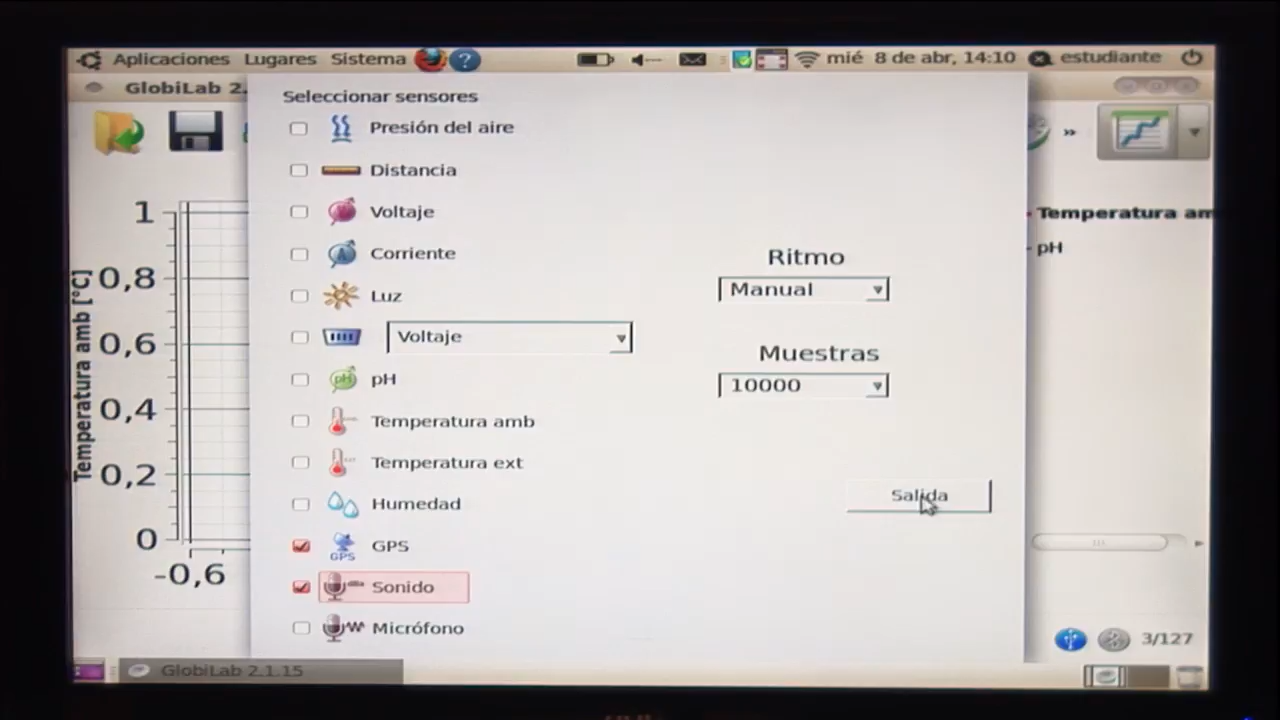 Aplicaciones Lugares Sistema
mié 8 de abr, 14:10 estudiante
GlobiLab 2.
Seleccionar sensores
Presión del aire
Distancia
Voltaje
Corriente
Luz
Voltaje
pH
pH
Temperatura amb
Temperatura ext
Humedad
GPS
GPS
Sonido
Micrófono
Ritmo
Manual
Muestras
10000
Salida
Temperatura am
pH
Temperatura amb [°C]
1
0,8
0,6
0,4
0,2
0
-0,6
3/127
GlobiLab 2.1.15